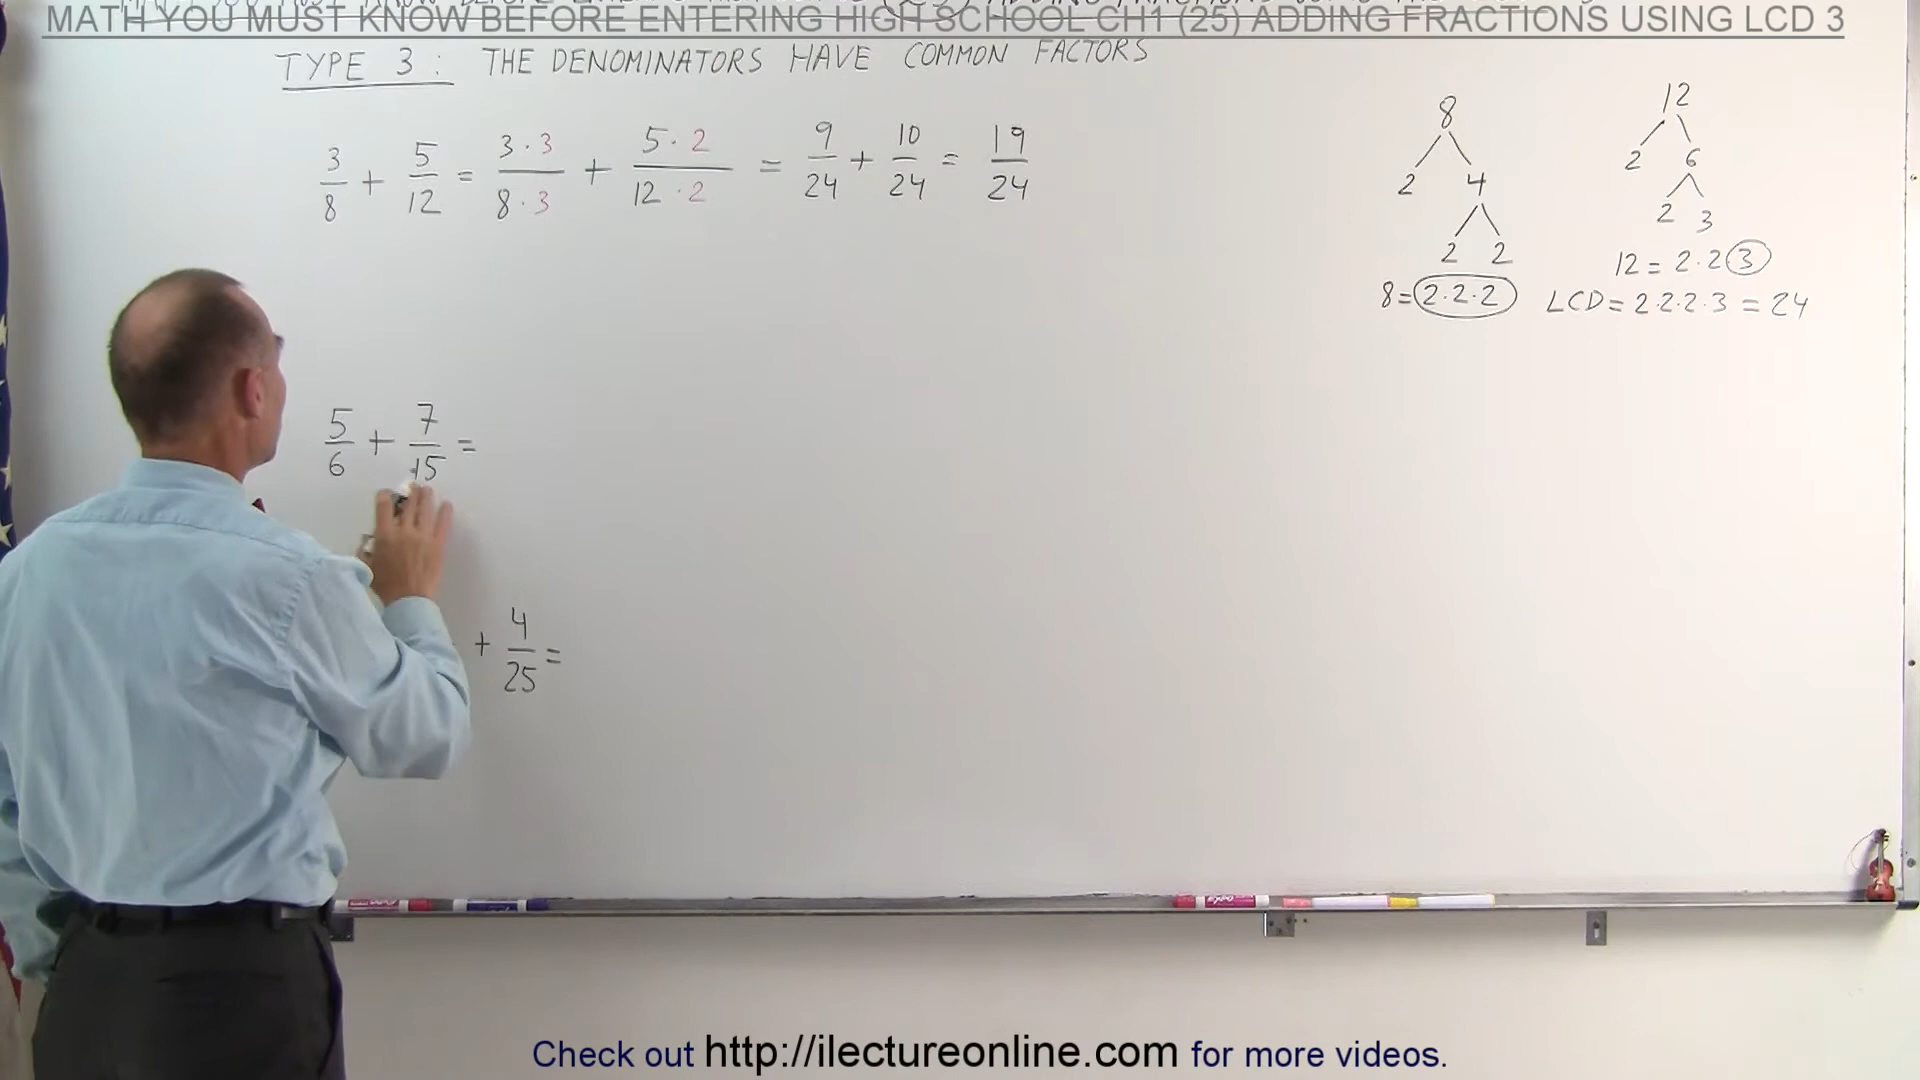 MATH YOU MUST KNOW BEFORE ENTERING HIGH SCHOOL CH1 (25) ADDING FRACTIONS USING LCD 3
TYPE 3 : THE DENOMINATORS HAVE COMMON FACTORS
3/8 + 5/12 = 3·3/8·3 + 5·2/12·2 = 9/24 + 10/24 = 19/24
8
2 4
2 2
8 = 2·2·2
12
2 6
2 3
12 = 2·2 3
LCD = 2·2·2·3 = 24
5/6 + 7/15 =
+ 4/25 =
Check out http://ilectureonline.com for more videos.